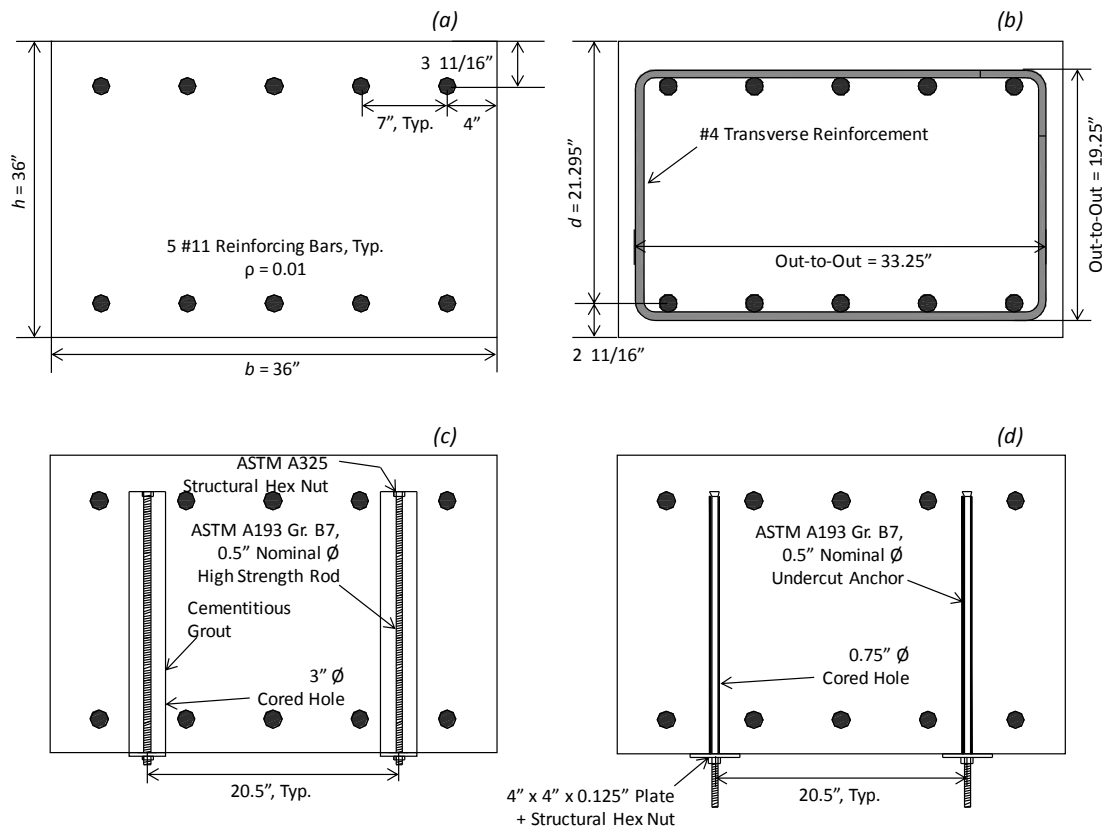 (a)
3 11/16”
7”, Typ.
4”
h = 36”
5 #11 Reinforcing Bars, Typ.
ρ = 0.01
b = 36”
(b)
#4 Transverse Reinforcement
d = 21.295”
Out-to-Out = 33.25”
Out-to-Out = 19.25”
2 11/16”
(c)
ASTM A325
Structural Hex Nut
ASTM A193 Gr. B7,
0.5” Nominal Ø
High Strength Rod
Cementitious
Grout
3” Ø
Cored Hole
20.5”, Typ.
(d)
ASTM A193 Gr. B7,
0.5” Nominal Ø
Undercut Anchor
0.75” Ø
Cored Hole
20.5”, Typ.
4” x 4” x 0.125” Plate
+ Structural Hex Nut